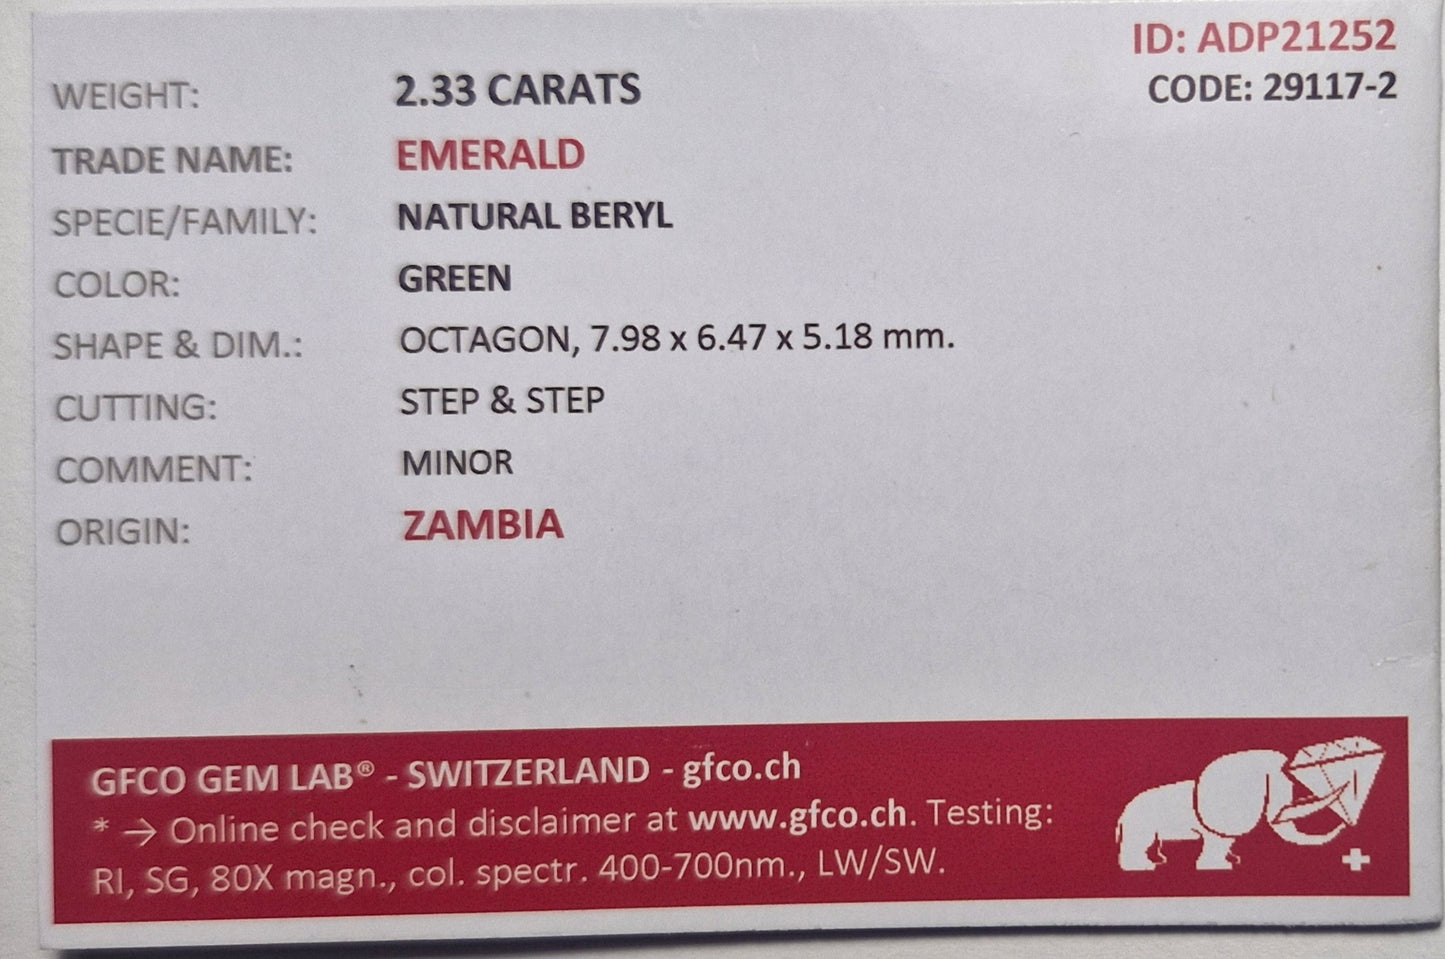 ID: ADP21252
CODE: 29117-2
WEIGHT: 2.33 CARATS
TRADE NAME: EMERALD
SPECIE/FAMILY: NATURAL BERYL
COLOR: GREEN
SHAPE & DIM.: OCTAGON, 7.98 x 6.47 x 5.18 mm.
CUTTING: STEP & STEP
COMMENT: MINOR
ORIGIN: ZAMBIA
GFCO GEM LAB® - SWITZERLAND - gfco.ch
* → Online check and disclaimer at www.gfco.ch. Testing:
RI, SG, 80X magn., col. spectr. 400-700nm., LW/SW.